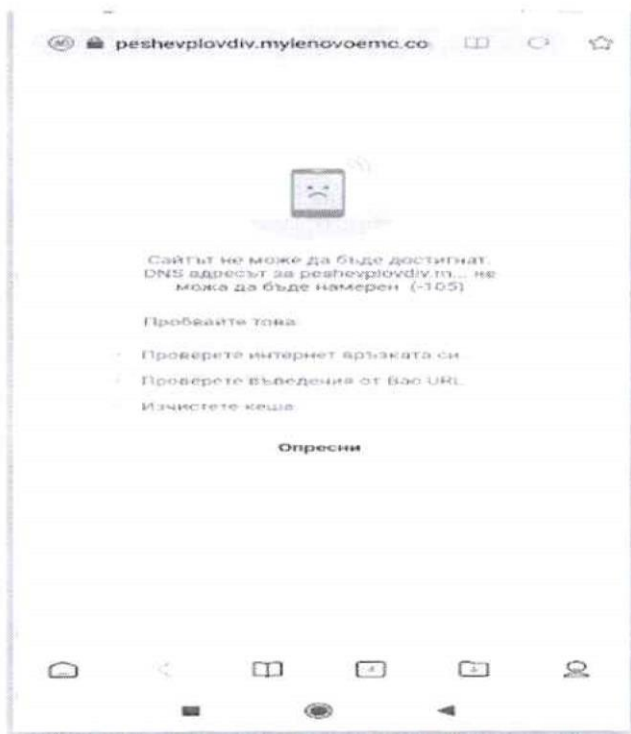 peshevplovdiv.mylenovoemc.co
Сайтът не може да бъде достигнат.
DNS адресът за peshevplovdiv.m... не
можа да бъде намерен (-105)
Пробвайте това:
Проверете интернет връзката си
Проверете въведения от Вас URL
Изчистете кеша
Опресни